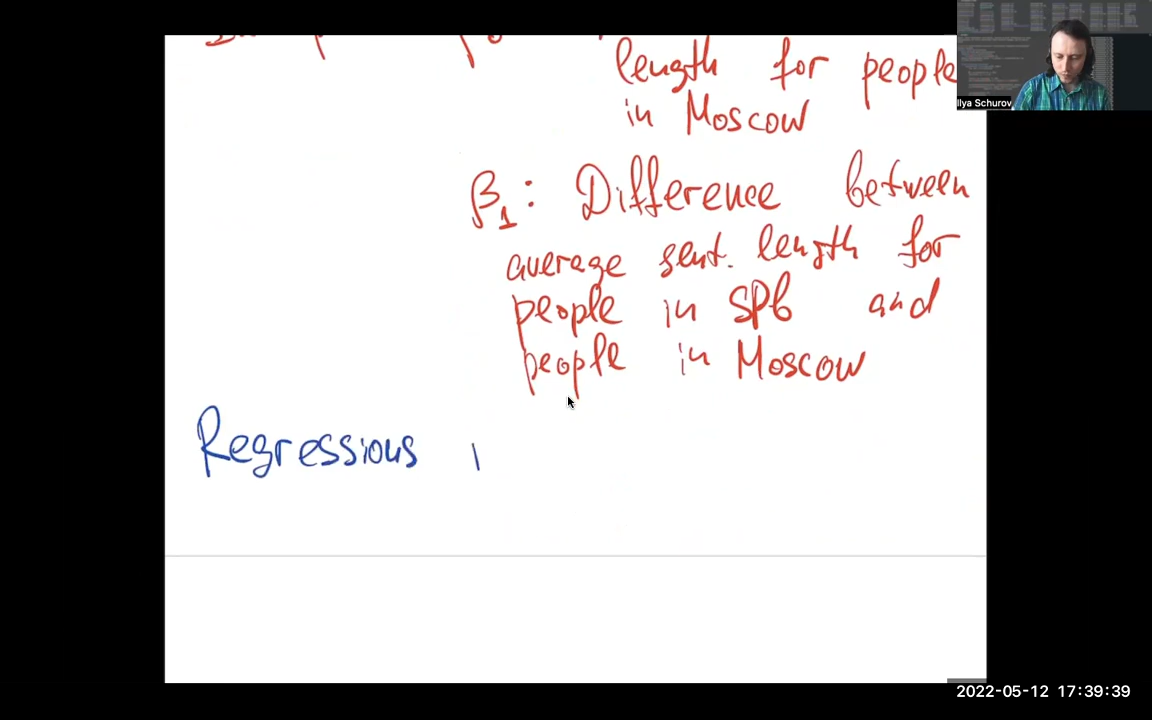 length for people
in Moscow
β1: Difference between
average sent. length for
people in SPb and
people in Moscow
Regressions
Ilya Schurov
2022-05-12 17:39:39